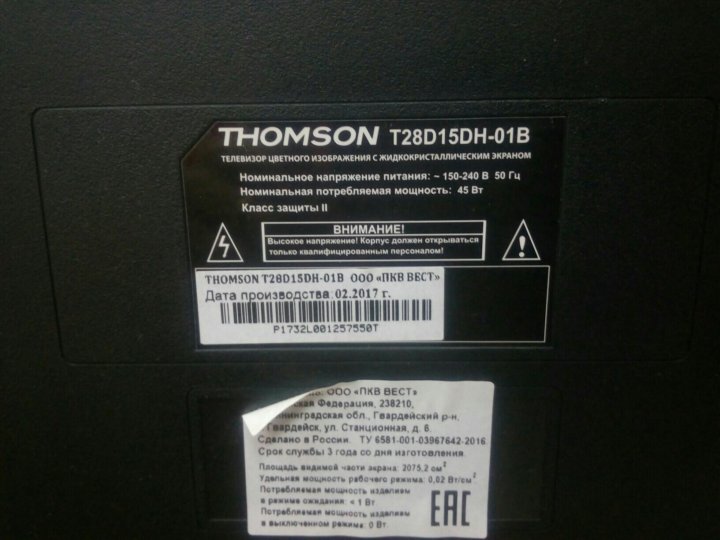 THOMSON T28D15DH-01B
ТЕЛЕВИЗОР ЦВЕТНОГО ИЗОБРАЖЕНИЯ С ЖИДКОКРИСТАЛЛИЧЕСКИМ ЭКРАНОМ
Номинальное напряжение питания: ~ 150-240 В 50 Гц
Номинальная потребляемая мощность: 45 Вт
Класс защиты II
ВНИМАНИЕ!
Высокое напряжение! Корпус должен открываться
только квалифицированным персоналом!
THOMSON T28D15DH-01B ООО «ПКВ ВЕСТ»
Дата производства:02.2017 г.
P1732L001257550T
ООО «ПКВ ВЕСТ»
Федерация, 238210,
обл., Гвардейский р-н,
Гвардейск, ул. Станционная, д. 6.
Сделано в России. ТУ 6581-001-03967642-2016
Срок службы 3 года со дня изготовления.
Площадь видимой части экрана: 2075,2 см²
Удельная мощность рабочего режима: 0,02 Вт/см²
Потребляемая мощность изделием
в режиме ожидания: < 1 Вт
Потребляемая мощность изделием
в выключенном режиме: 0 Вт.
EAC